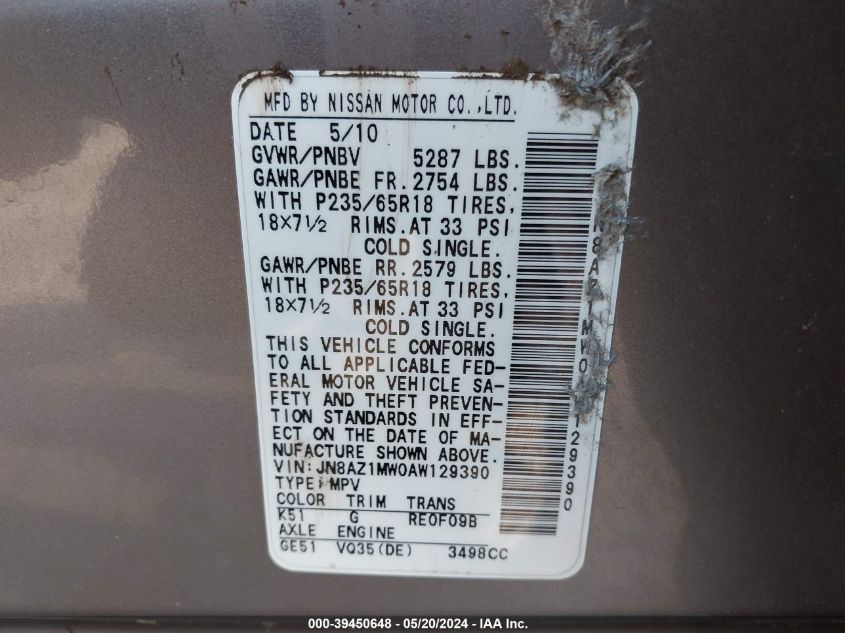 MFD BY NISSAN MOTOR CO.,LTD.
DATE 5/10
GVWR/PNBV 5287 LBS.
GAWR/PNBE FR.2754 LBS.
WITH P235/65R18 TIRES,
18×7½ RIMS.AT 33 PSI
COLD SINGLE.
GAWR/PNBE RR.2579 LBS.
WITH P235/65R18 TIRES,
18×7½ RIMS.AT 33 PSI
COLD SINGLE.
THIS VEHICLE CONFORMS
TO ALL APPLICABLE FED-
ERAL MOTOR VEHICLE SA-
FETY AND THEFT PREVEN-
TION STANDARDS IN EFF-
ECT ON THE DATE OF MA-
NUFACTURE SHOWN ABOVE.
VIN:JN8AZ1MW0AW129390
TYPE:MPV
COLOR TRIM TRANS
K51 G RE0F09B
AXLE ENGINE
GE51 VQ35(DE) 3498CC
000-39450648 - 05/20/2024 - IAA Inc.